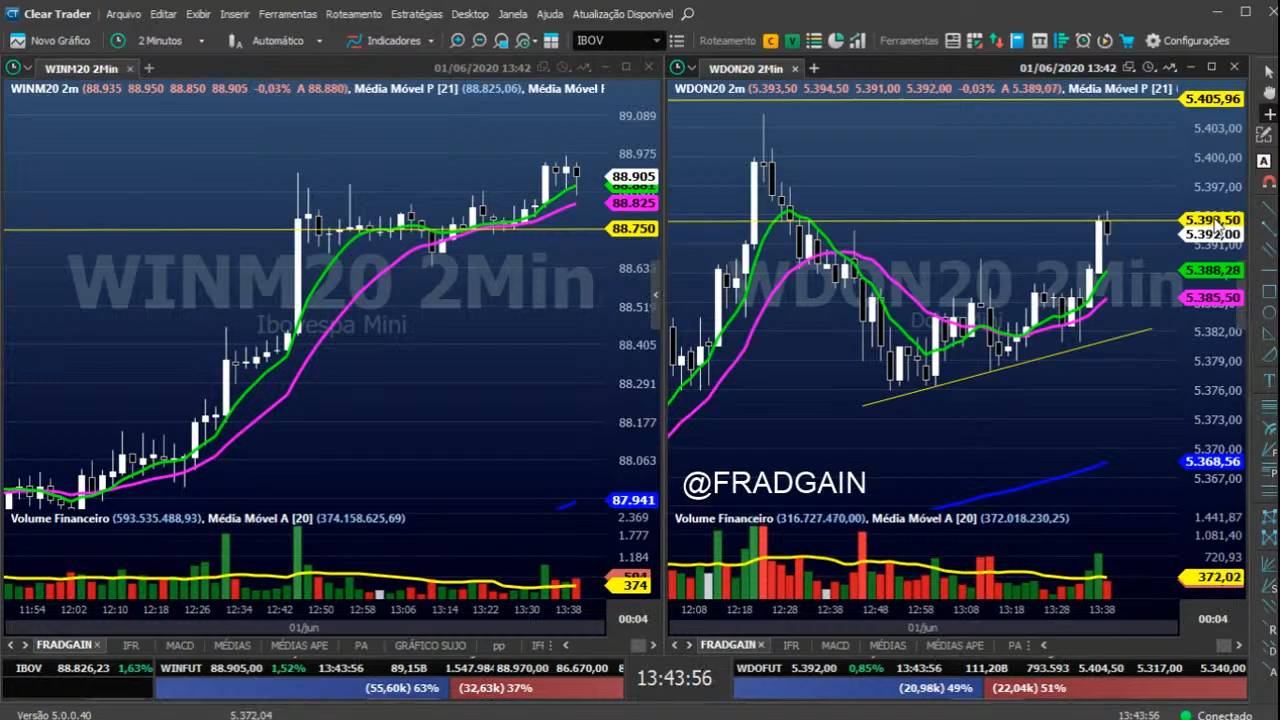 Clear Trader Arquivo Editar Exibir Inserir Ferramentas Roteamento Estratégias Desktop Janela Ajuda Atualização Disponível
Novo Gráfico 2 Minutos Automático Indicadores IBOV Roteamento C V Ferramentas Configurações
WINM20 2Min 01/06/2020 13:42
WINM20 2m (88.935 88.950 88.850 88.905 -0,03% A 88.880), Média Móvel P [21] (88.825,06), Média Móvel F
89.089
88.975
88.905
88.825
88.750
88.633
88.519
88.405
88.291
88.177
88.063
87.941
WINM20 2Min
Ibovespa Mini
Volume Financeiro (593.535.488,93), Média Móvel A [20] (374.158.625,69)
2.369
1.777
1.184
374
11:54 12:02 12:10 12:18 12:26 12:34 12:42 12:50 12:58 13:06 13:14 13:22 13:30 13:38
00:04
01/jun
FRADGAIN IFR MACD MÉDIAS MÉDIAS APE PA GRÁFICO SUJO pp
WDON20 2Min 01/06/2020 13:42
WDON20 2m (5.393,50 5.394,50 5.391,00 5.392,00 -0,03% A 5.389,07), Média Móvel P [21] (
5.405,96
5.403,00
5.400,00
5.397,00
5.393,50
5.392,00
5.391,00
5.388,28
5.385,50
5.382,00
5.379,00
5.376,00
5.373,00
5.370,00
5.368,56
5.367,00
WDON20 2Min
@FRADGAIN
Volume Financeiro (316.727.470,00), Média Móvel A [20] (372.018.230,25)
1.441,87
1.081,40
720,93
372,02
12:08 12:18 12:28 12:38 12:48 12:58 13:08 13:18 13:28 13:38
00:04
01/jun
FRADGAIN IFR MACD MÉDIAS MÉDIAS APE PA
IBOV 88.826,23 1,63% WINFUT 88.905,00 1,52% 13:43:56 89,15B 1.547.984 88.970,00 86.670,00
(55,60k) 63% (32,63k) 37%
13:43:56
WDOFUT 5.392,00 0,85% 13:43:56 111,20B 793.593 5.404,50 5.317,00 5.340,00
(20,98k) 49% (22,04k) 51%
Versão 5.0.0.40 5.372,04 13:43:56 Conectado